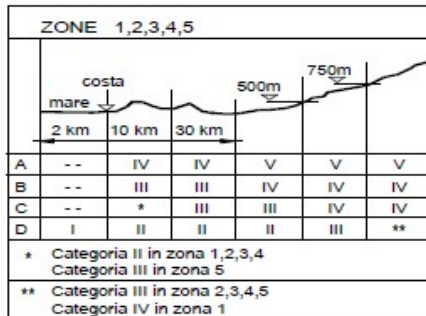 ZONE 1,2,3,4,5
costa
mare
500m
750m
2 km 10 km 30 km
A -- IV IV V V V
B -- III III IV IV IV
C -- * III III IV IV
D I II II II III **
* Categoria II in zona 1,2,3,4
Categoria III in zona 5
** Categoria III in zona 2,3,4,5
Categoria IV in zona 1